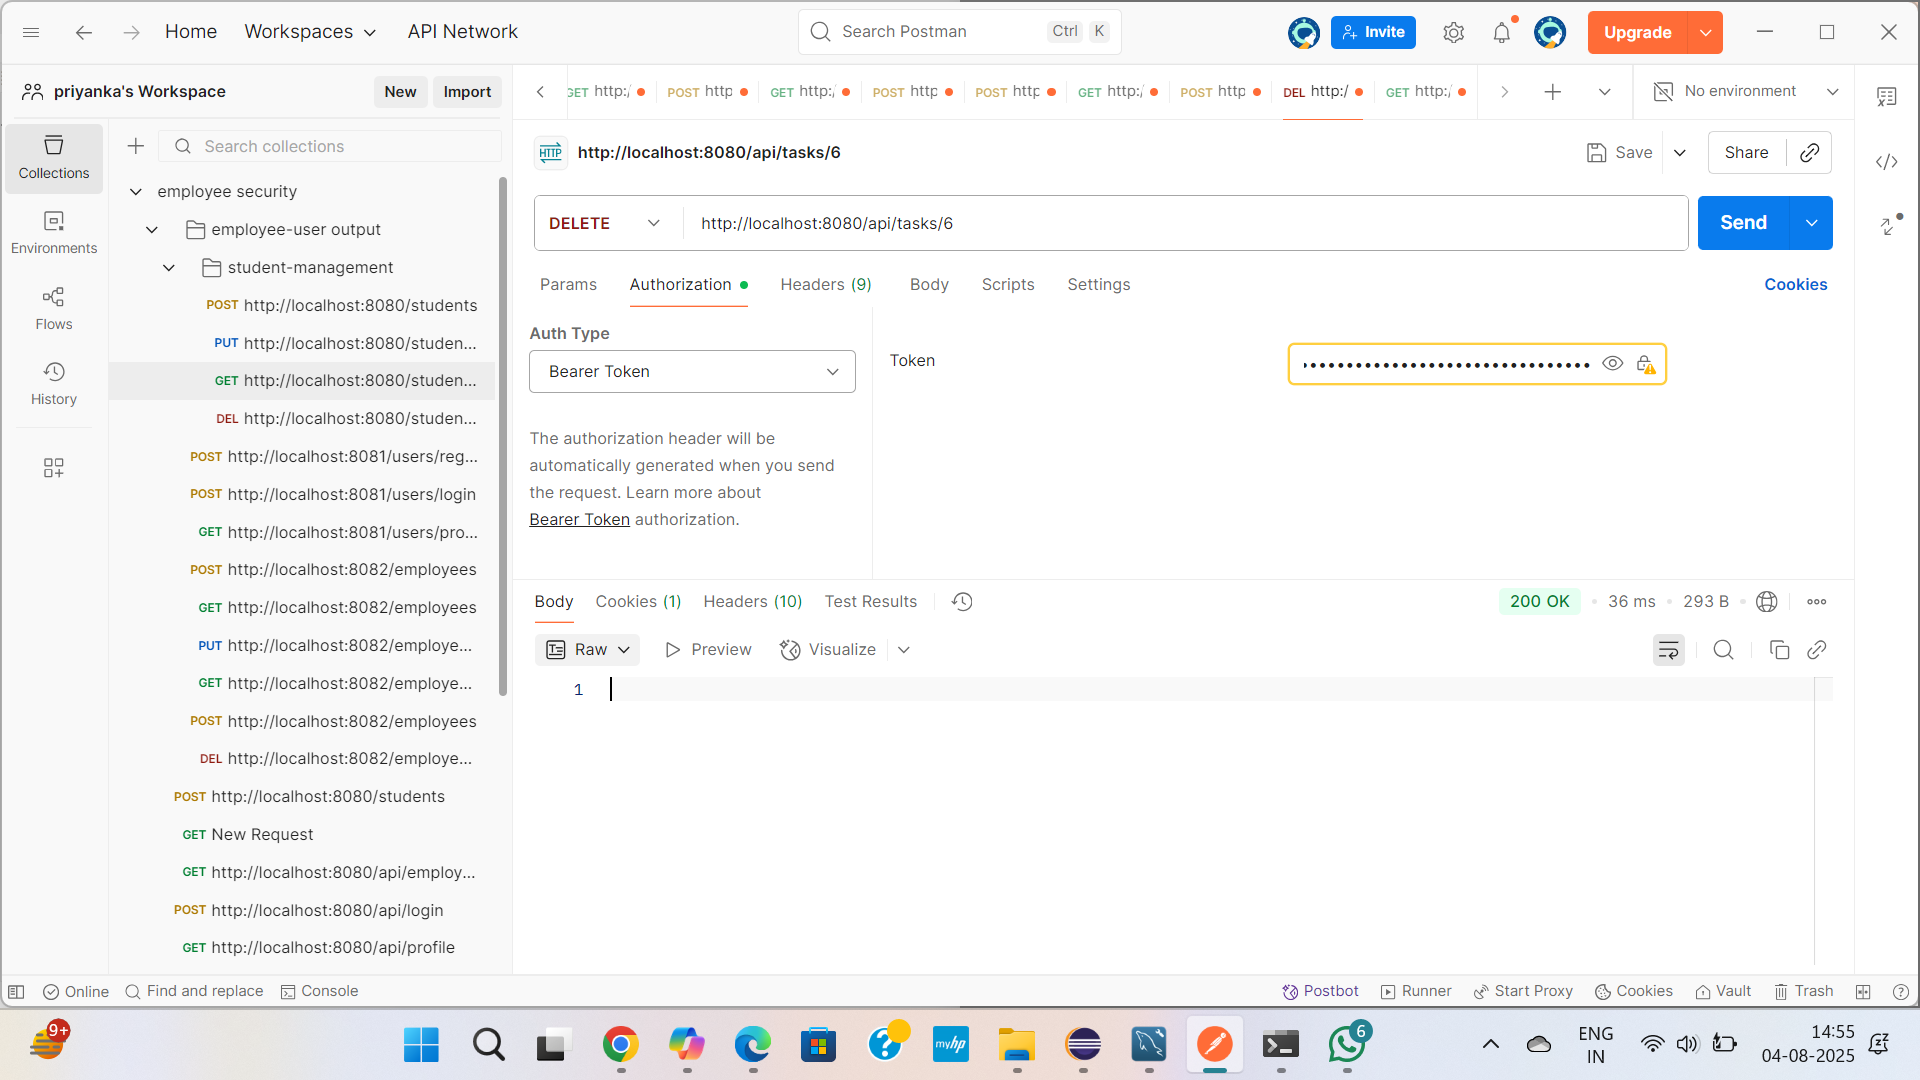 Home
Workspaces
API Network
Search Postman
Ctrl K
Invite
Upgrade
priyanka's Workspace
New
Import
GET http:/
POST http
GET http:/
POST http
POST http
GET http:/
POST http
DEL http:/
GET http:/
No environment
Collections
Environments
Flows
History
Search collections
employee security
employee-user output
student-management
POST http://localhost:8080/students
PUT http://localhost:8080/studen...
GET http://localhost:8080/studen...
DEL http://localhost:8080/studen...
POST http://localhost:8081/users/reg...
POST http://localhost:8081/users/login
GET http://localhost:8081/users/pro...
POST http://localhost:8082/employees
GET http://localhost:8082/employees
PUT http://localhost:8082/employe...
GET http://localhost:8082/employe...
POST http://localhost:8082/employees
DEL http://localhost:8082/employe...
POST http://localhost:8080/students
GET New Request
GET http://localhost:8080/api/employ...
POST http://localhost:8080/api/login
GET http://localhost:8080/api/profile
HTTP http://localhost:8080/api/tasks/6
Save
Share
DELETE http://localhost:8080/api/tasks/6
Send
Params
Authorization
Headers (9)
Body
Scripts
Settings
Cookies
Auth Type
Bearer Token
The authorization header will be
automatically generated when you send
the request. Learn more about
Bearer Token authorization.
Token
Body
Cookies (1)
Headers (10)
Test Results
200 OK • 36 ms • 293 B
Raw
Preview
Visualize
1
Online
Find and replace
Console
Postbot
Runner
Start Proxy
Cookies
Vault
Trash
9+
myhp
6
ENG
IN
14:55
04-08-2025